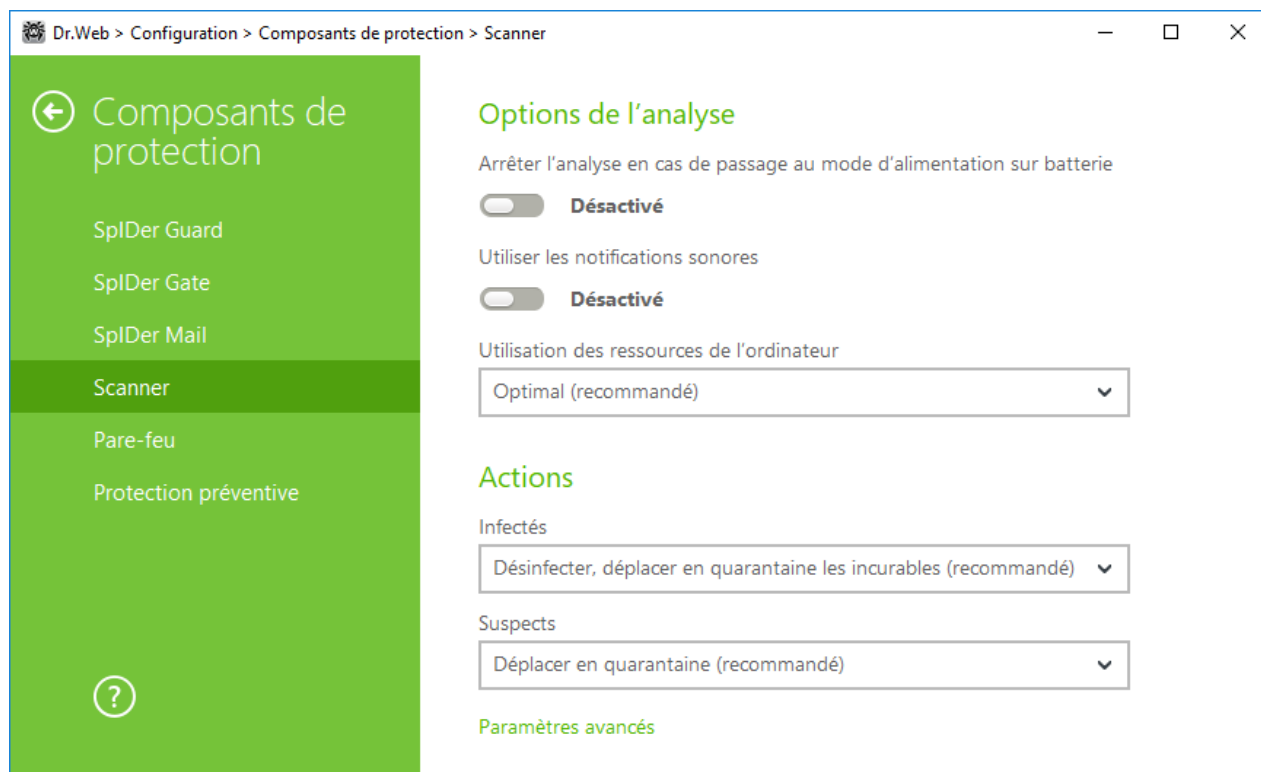 Dr.Web > Configuration > Composants de protection > Scanner
Composants de
protection
SpIDer Guard
SpIDer Gate
SpIDer Mail
Scanner
Pare-feu
Protection préventive
?
Options de l’analyse
Arrêter l’analyse en cas de passage au mode d’alimentation sur batterie
Désactivé
Utiliser les notifications sonores
Désactivé
Utilisation des ressources de l’ordinateur
Optimal (recommandé)
Actions
Infectés
Désinfecter, déplacer en quarantaine les incurables (recommandé)
Suspects
Déplacer en quarantaine (recommandé)
Paramètres avancés